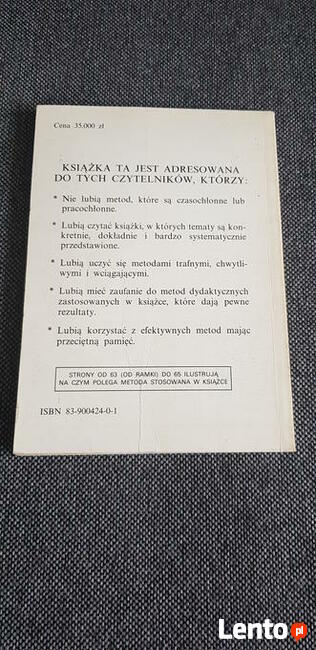 Cena 35.000 zł
KSIĄŻKA TA JEST ADRESOWANA
DO TYCH CZYTELNIKÓW, KTÓRZY:
* Nie lubią metod, które są czasochłonne lub
pracochłonne.
* Lubią czytać książki, w których tematy są kon-
kretnie, dokładnie i bardzo systematycznie
przedstawione.
* Lubią uczyć się metodami trafnymi, chwytli-
wymi i wciągającymi.
* Lubią mieć zaufanie do metod dydaktycznych
zastosowanych w książce, które dają pewne
rezultaty.
* Lubią korzystać z efektywnych metod mając
przeciętną pamięć.
STRONY OD 63 (OD RAMKI) DO 65 ILUSTRUJĄ
NA CZYM POLEGA METODA STOSOWANA W KSIĄŻCE
ISBN 83-900424-0-1
Lento.pl